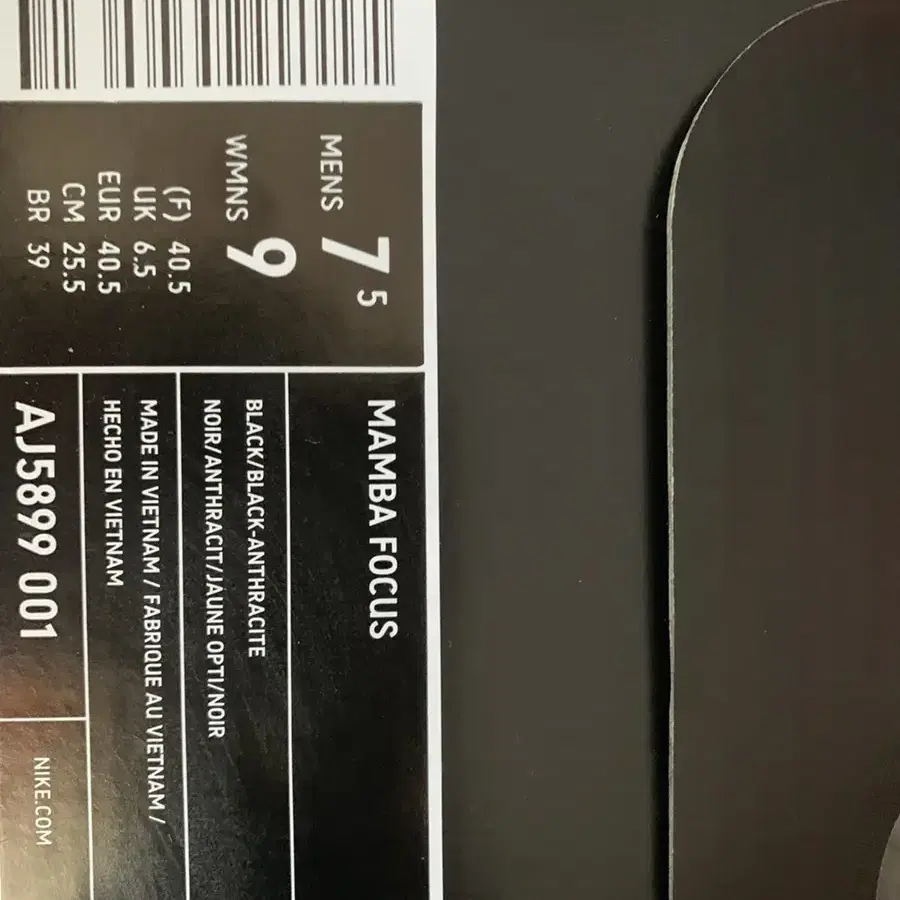 MENS 7 5
WMNS 9
(F) 40.5
UK 6.5
EUR 40.5
CM 25.5
BR 39
MAMBA FOCUS
BLACK/BLACK-ANTHRACITE
NOIR/ANTHRACIT/JAUNE OPTI/NOIR
MADE IN VIETNAM / FABRIQUE AU VIETNAM /
HECHO EN VIETNAM
AJ5899 001
NIKE.COM